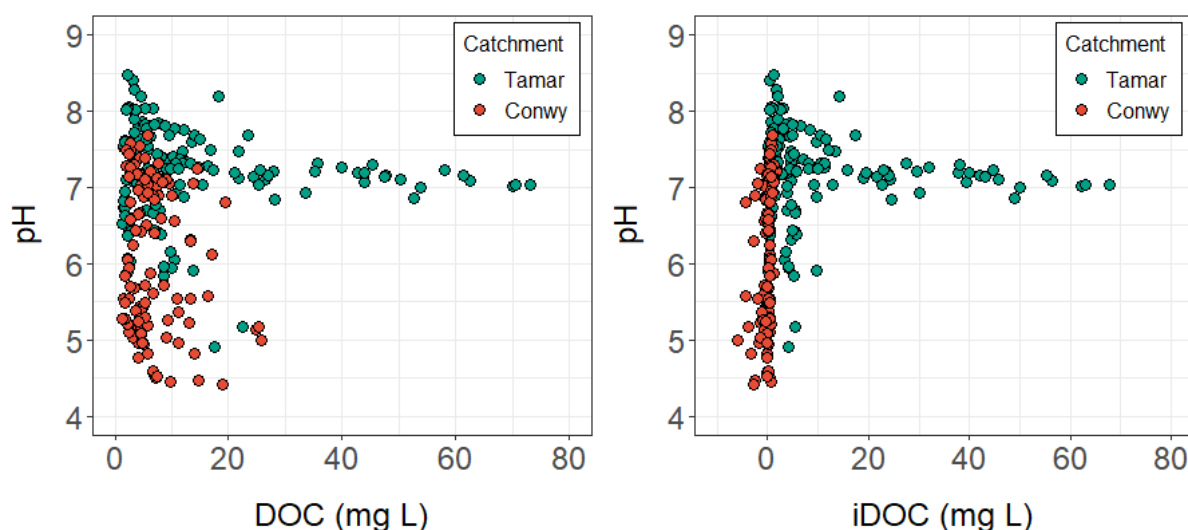 9
8
7
6
5
4
pH
0 20 40 60 80
DOC (mg L)
Catchment
Tamar
Conwy
9
8
7
6
5
4
pH
0 20 40 60 80
iDOC (mg L)
Catchment
Tamar
Conwy